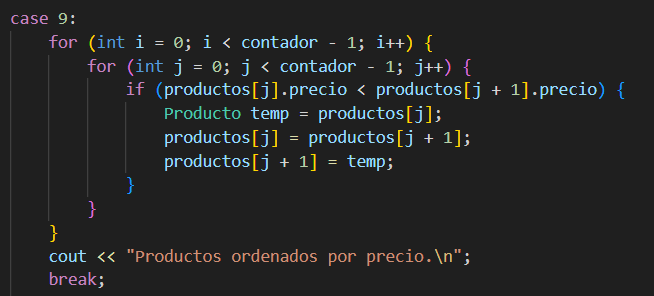 case 9:
    for (int i = 0; i < contador - 1; i++) {
        for (int j = 0; j < contador - 1; j++) {
            if (productos[j].precio < productos[j + 1].precio) {
                Producto temp = productos[j];
                productos[j] = productos[j + 1];
                productos[j + 1] = temp;
            }
        }
    }
    cout << "Productos ordenados por precio.\n";
    break;